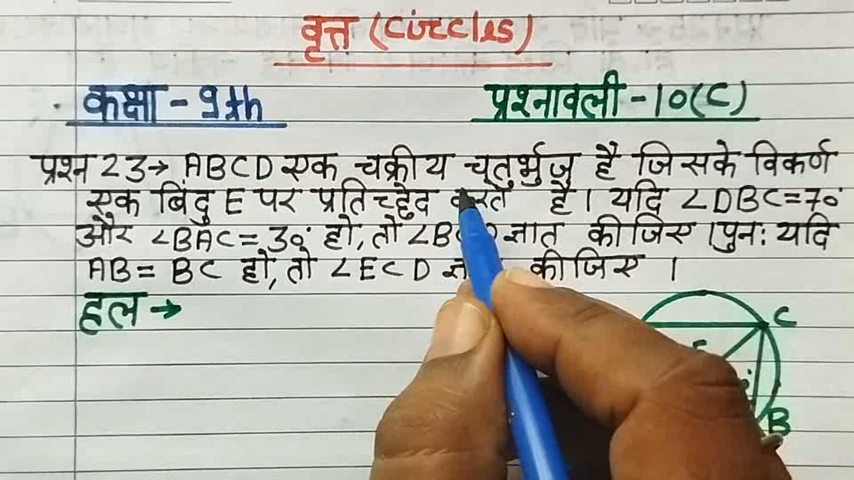 वृत्त (Circles)
कक्षा - 9th
प्रश्नावली - 10(C)
प्रश्न 23→ ABCD एक चक्रीय चतुर्भुज है जिसके विकर्ण
एक बिंदु E पर प्रतिच्छेद करते है। यदि ∠DBC=70°
और ∠BAC=30° हो, तो ज्ञात कीजिए। पुन: यदि
AB= BC हो, तो ∠ECD कीजिए।
हल →
C
B